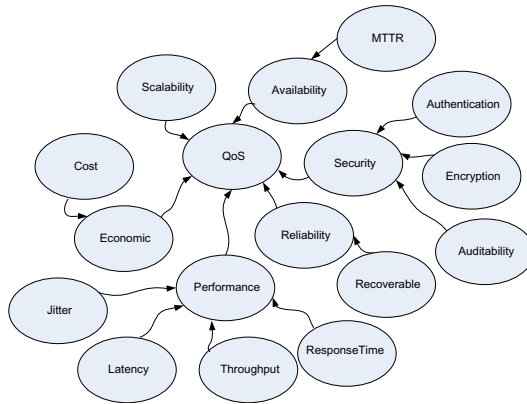 MTTR
Scalability
Availability
Authentication
QoS
Security
Cost
Encryption
Economic
Reliability
Auditability
Performance
Recoverable
Jitter
ResponseTime
Latency
Throughput